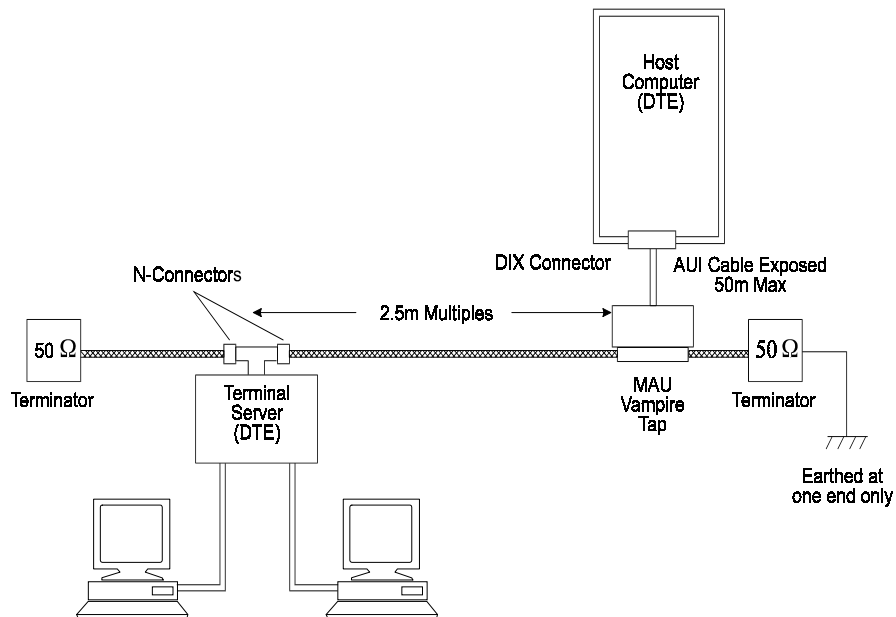 Host
Computer
(DTE)
DIX Connector
AUI Cable Exposed
50m Max
N-Connectors
2.5m Multiples
50 Ω
Terminator
Terminal
Server
(DTE)
MAU
Vampire
Tap
50 Ω
Terminator
Earthed at
one end only